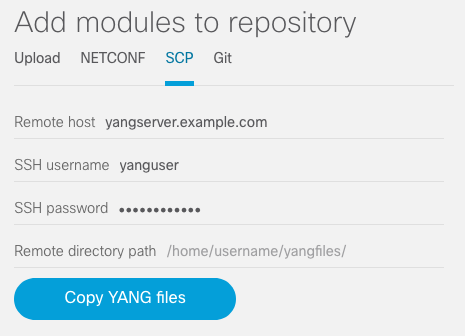 Add modules to repository
Upload NETCONF SCP Git
Remote host yangserver.example.com
SSH username yanguser
SSH password ••••••••••••
Remote directory path /home/username/yangfiles/
Copy YANG files